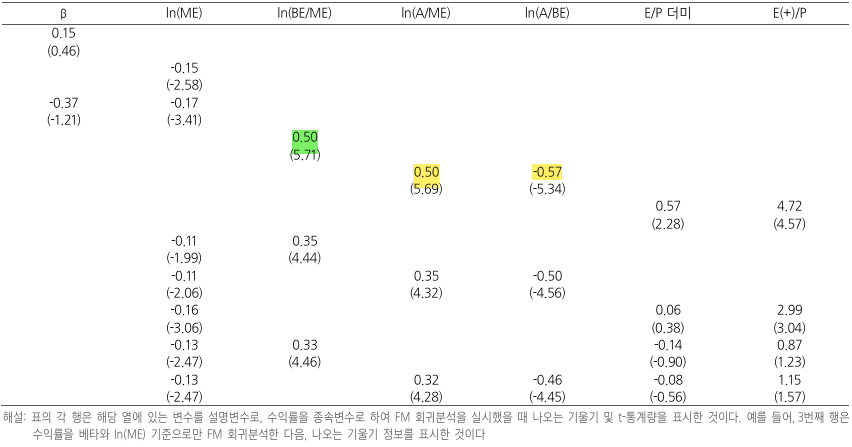 β ln(ME) ln(BE/ME) ln(A/ME) ln(A/BE) E/P 더미 E(+)/P
0.15
(0.46)
-0.15
(-2.58)
-0.37 -0.17
(-1.21) (-3.41)
0.50
(5.71)
0.50 -0.57
(5.69) (-5.34)
0.57 4.72
(2.28) (4.57)
-0.11 0.35
(-1.99) (4.44)
-0.11 0.35 -0.50
(-2.06) (4.32) (-4.56)
-0.16 0.06 2.99
(-3.06) (0.38) (3.04)
-0.13 0.33 -0.14 0.87
(-2.47) (4.46) (-0.90) (1.23)
-0.13 0.32 -0.46 -0.08 1.15
(-2.47) (4.28) (-4.45) (-0.56) (1.57)
해설: 표의 각 행은 해당 열에 있는 변수를 설명변수로, 수익률을 종속변수로 하여 FM 회귀분석을 실시했을 때 나오는 기울기 및 t-통계량을 표시한 것이다. 예를 들어, 3번째 행은
수익률을 베타와 ln(ME) 기준으로만 FM 회귀분석한 다음, 나오는 기울기 정보를 표시한 것이다